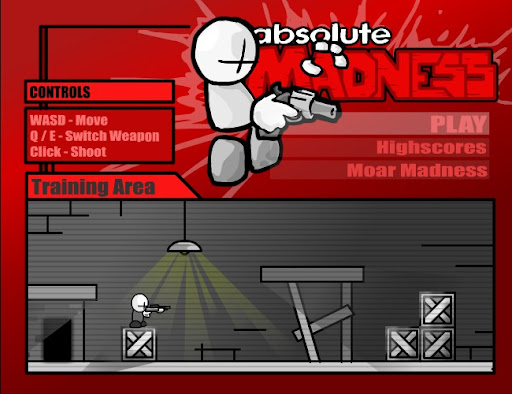 absolute
MADNESS
CONTROLS
WASD - Move
Q / E - Switch Weapon
Click - Shoot
PLAY
Highscores
Moar Madness
Training Area